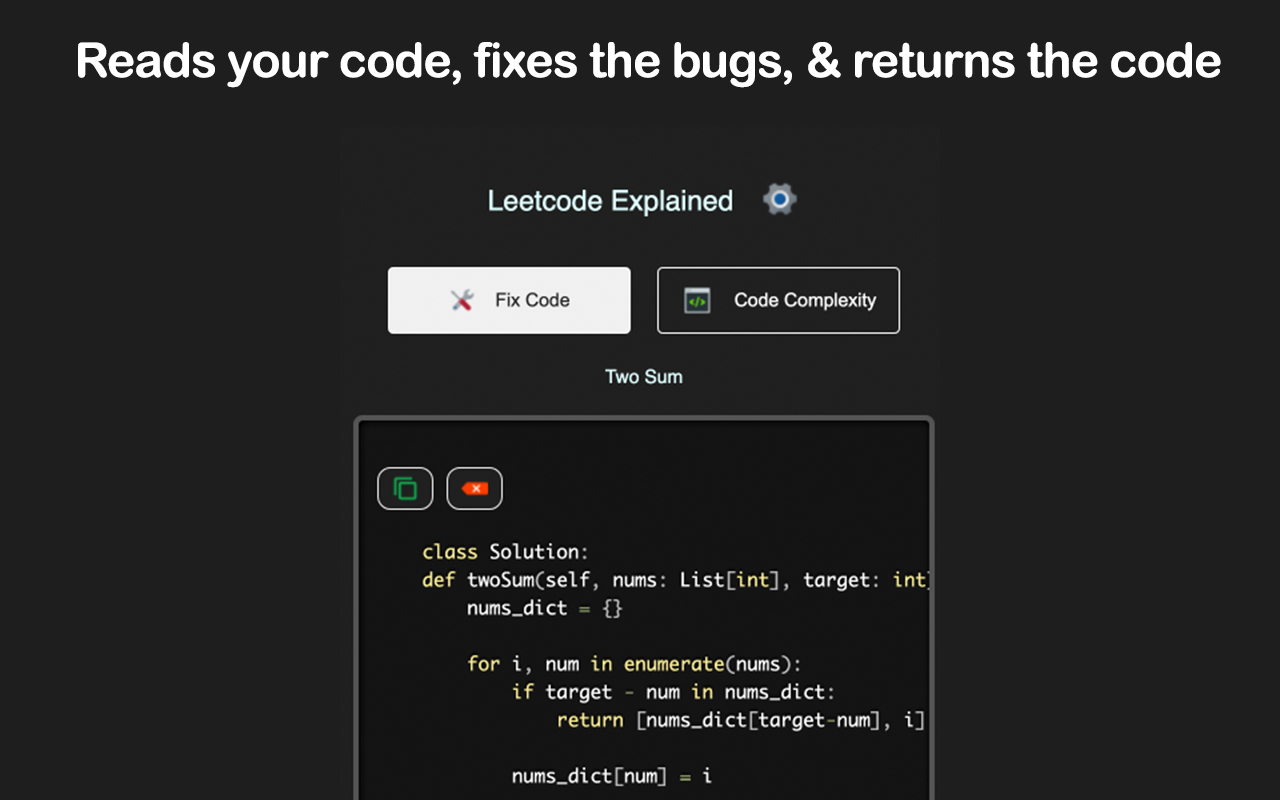 Reads your code, fixes the bugs, & returns the code
Leetcode Explained
Fix Code
Code Complexity
Two Sum
class Solution:
def twoSum(self, nums: List[int], target: int)
nums_dict = {}
for i, num in enumerate(nums):
if target - num in nums_dict:
return [nums_dict[target-num], i]
nums_dict[num] = i